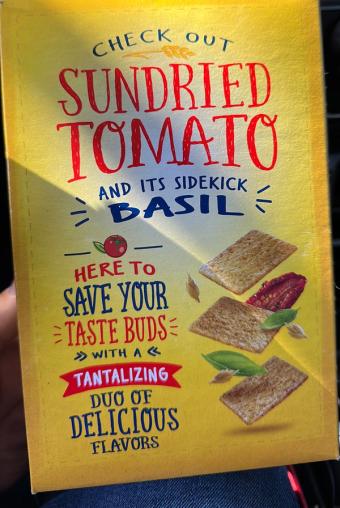 CHECK OUT
SUNDRIED
TOMATO
AND ITS SIDEKICK
BASIL
HERE TO
SAVE YOUR
TASTE BUDS
WITH A
TANTALIZING
DUO OF
DELICIOUS
FLAVORS